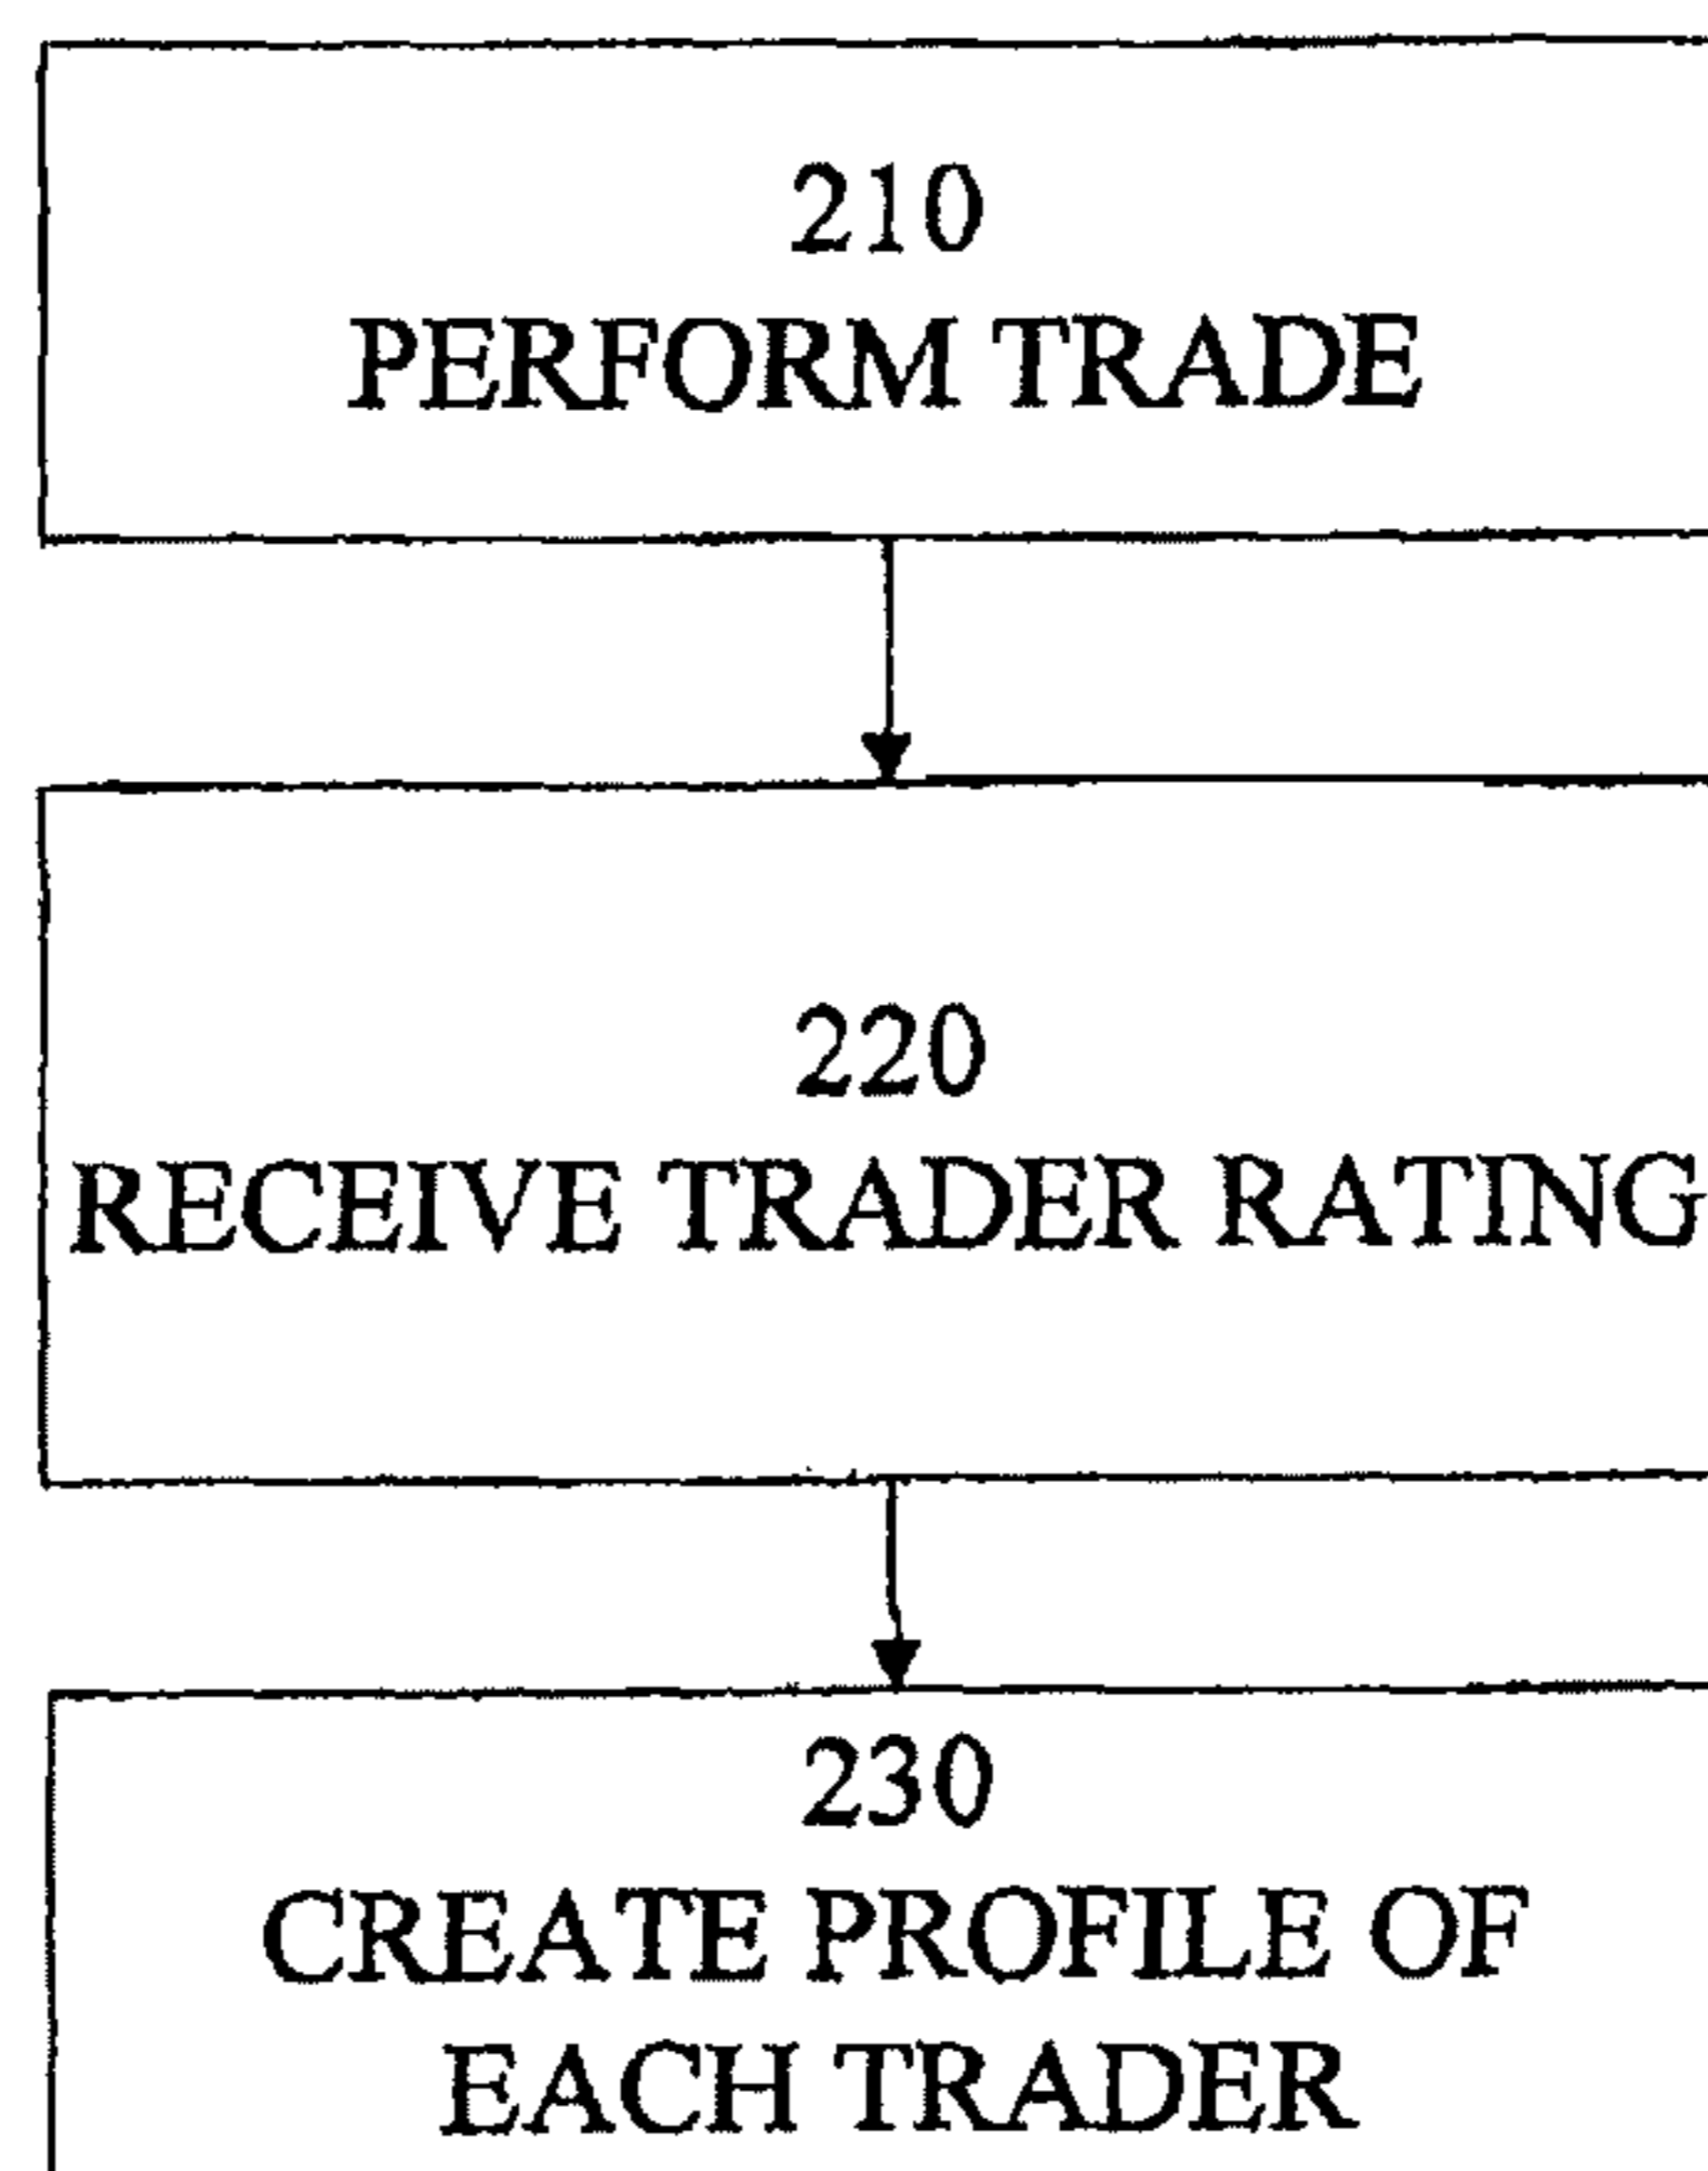 210
PERFORM TRADE
220
RECEIVE TRADER RATING
230
CREATE PROFILE OF
EACH TRADER